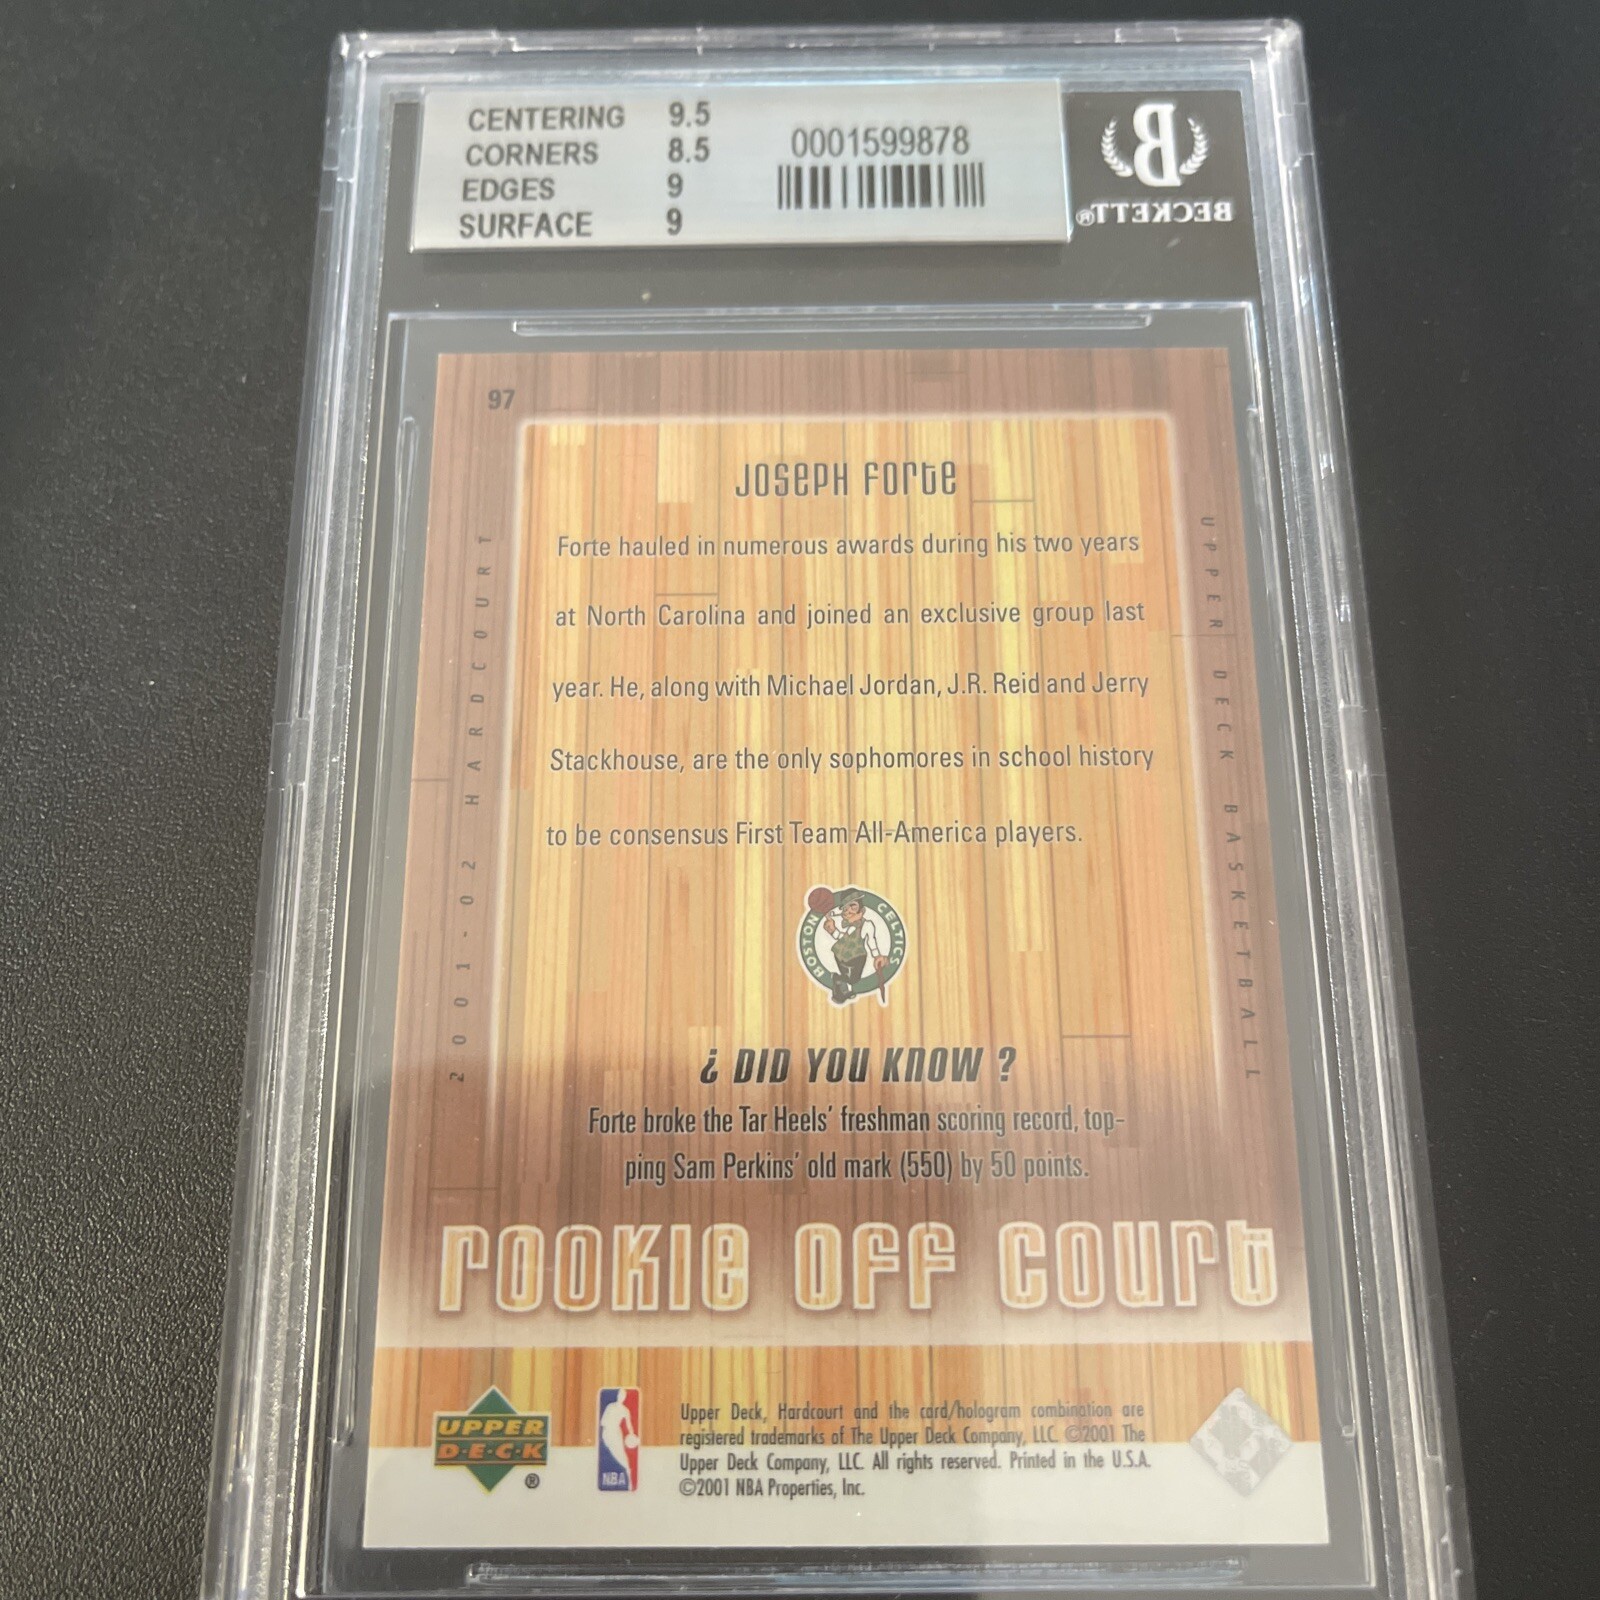 CENTERING 9.5
CORNERS 8.5
EDGES 9
SURFACE 9
0001599878
BECKETT®
97
JOSEPH FORTE
Forte hauled in numerous awards during his two years
at North Carolina and joined an exclusive group last
year. He, along with Michael Jordan, J.R. Reid and Jerry
Stackhouse, are the only sophomores in school history
to be consensus First Team All-America players.
2001-02 HARDCOURT
UPPER DECK BASKETBALL
BOSTON CELTICS
¿ DID YOU KNOW ?
Forte broke the Tar Heels' freshman scoring record, top-
ping Sam Perkins' old mark (550) by 50 points.
ROOKIE OFF COURT
UPPER
D·E·C·K
®
NBA
Upper Deck, Hardcourt and the card/hologram combination are
registered trademarks of The Upper Deck Company, LLC. ©2001 The
Upper Deck Company, LLC. All rights reserved. Printed in the U.S.A.
©2001 NBA Properties, Inc.